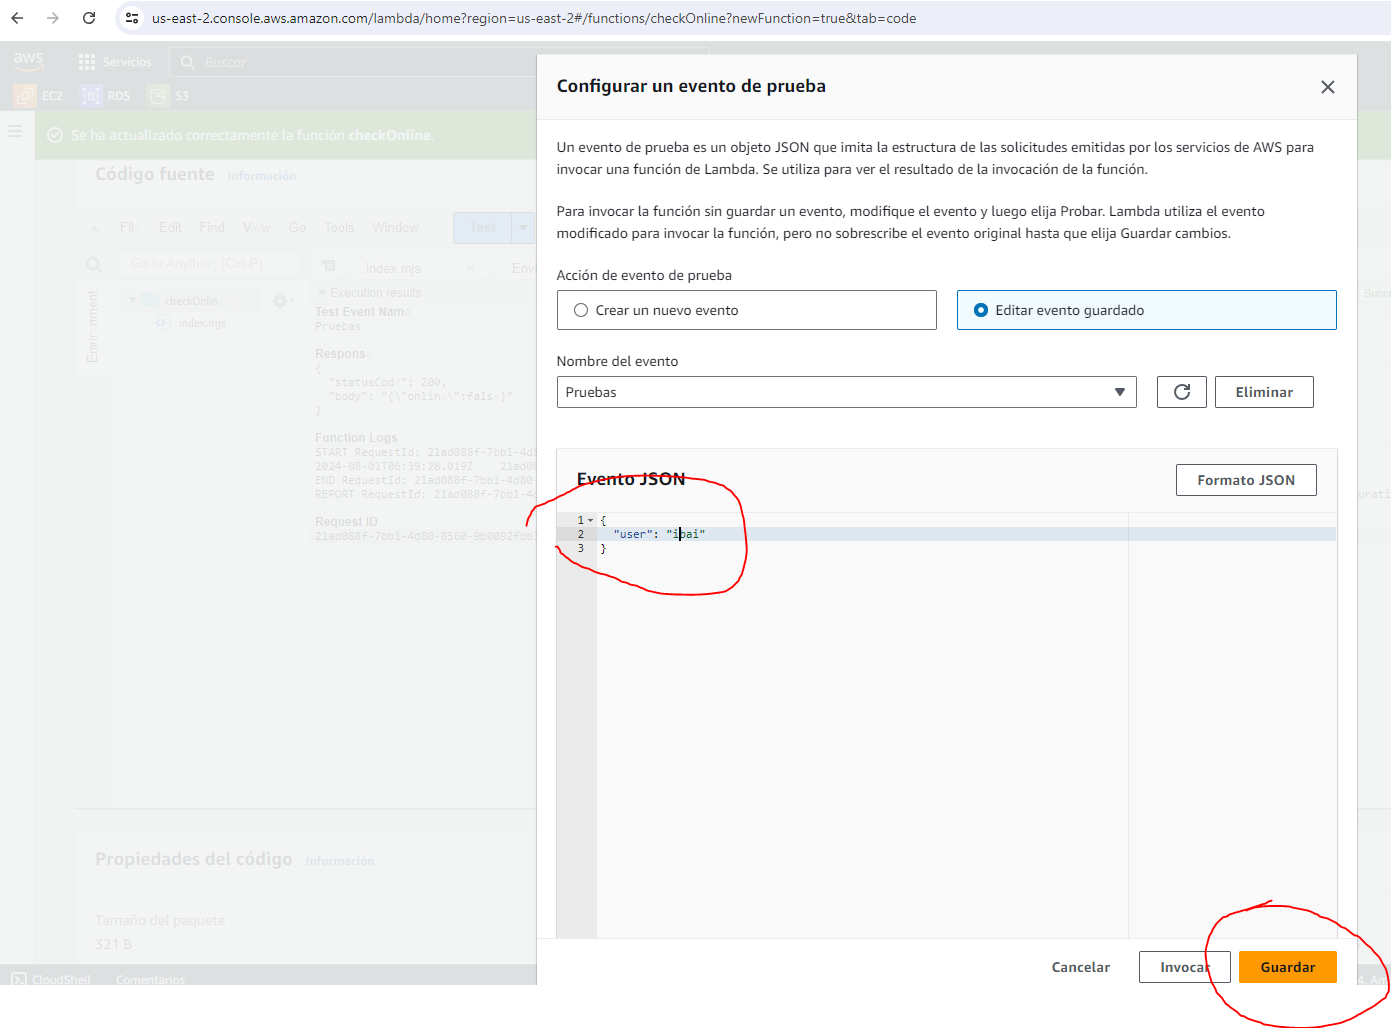 us-east-2.console.aws.amazon.com/lambda/home?region=us-east-2#/functions/checkOnline?newFunction=true&tab=code
aws
Servicios
Buscar
EC2
RDS
S3
Se ha actualizado correctamente la función checkOnline.
Código fuente
Información
File Edit Find View Go Tools Window
Test
Go to Anything (Ctrl-P)
index.mjs
Environment
checkOnline
index.mjs
Execution results
Test Event Name
Pruebas
Response
{
"statusCode": 200,
"body": "{\"online\":false}"
}
Function Logs
START RequestId: 21ad088f-7bb1-4d80
2024-08-01T06:39:28.019Z 21ad08
END RequestId: 21ad088f-7bb1-4d80-
REPORT RequestId: 21ad088f-7bb1-4d
Request ID
21ad088f-7bb1-4d80-8560-9b0092fbb
Propiedades del código
Información
Tamaño del paquete
321 B
CloudShell
Comentarios
Configurar un evento de prueba
Un evento de prueba es un objeto JSON que imita la estructura de las solicitudes emitidas por los servicios de AWS para
invocar una función de Lambda. Se utiliza para ver el resultado de la invocación de la función.
Para invocar la función sin guardar un evento, modifique el evento y luego elija Probar. Lambda utiliza el evento
modificado para invocar la función, pero no sobrescribe el evento original hasta que elija Guardar cambios.
Acción de evento de prueba
Crear un nuevo evento
Editar evento guardado
Nombre del evento
Pruebas
Eliminar
Evento JSON
Formato JSON
1 {
2 "user": "ibai"
3 }
Cancelar
Invocar
Guardar